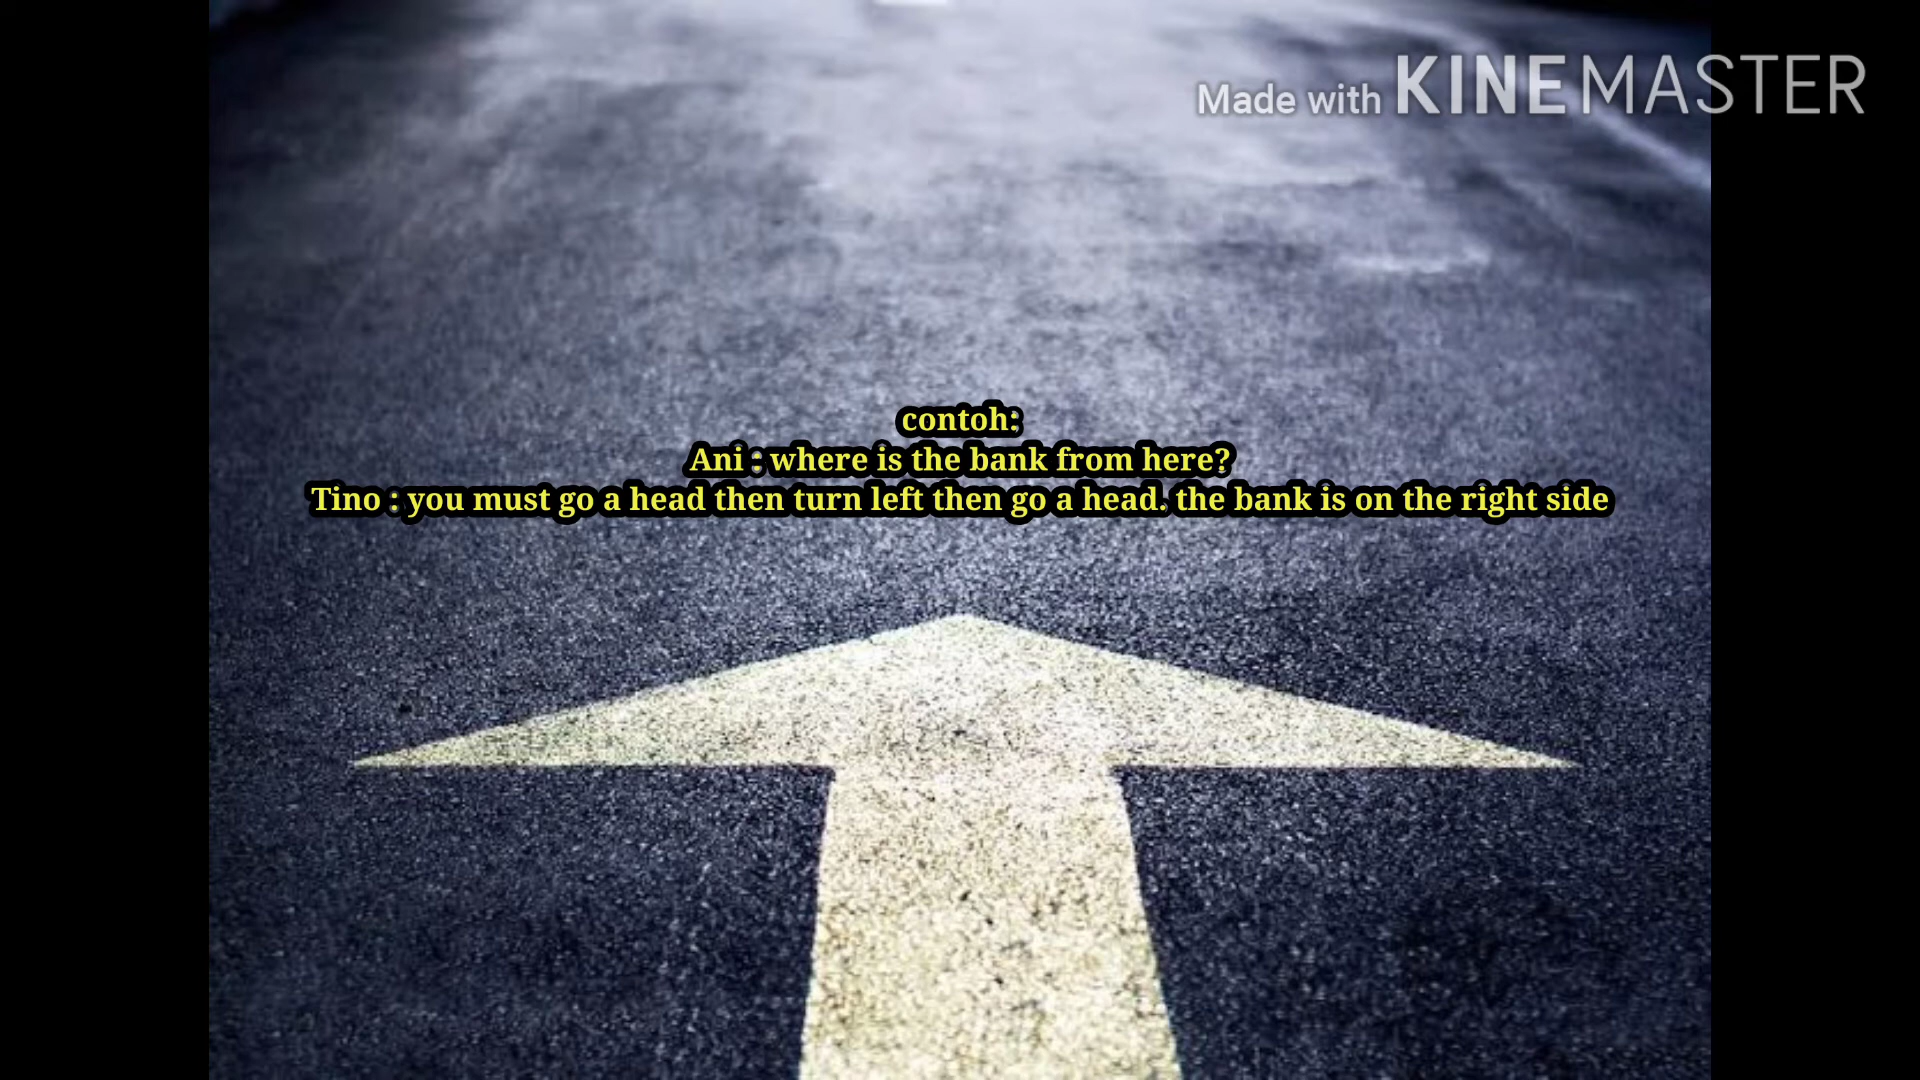 Made with KINEMASTER
contoh:
Ani : where is the bank from here?
Tino : you must go a head then turn left then go a head. the bank is on the right side